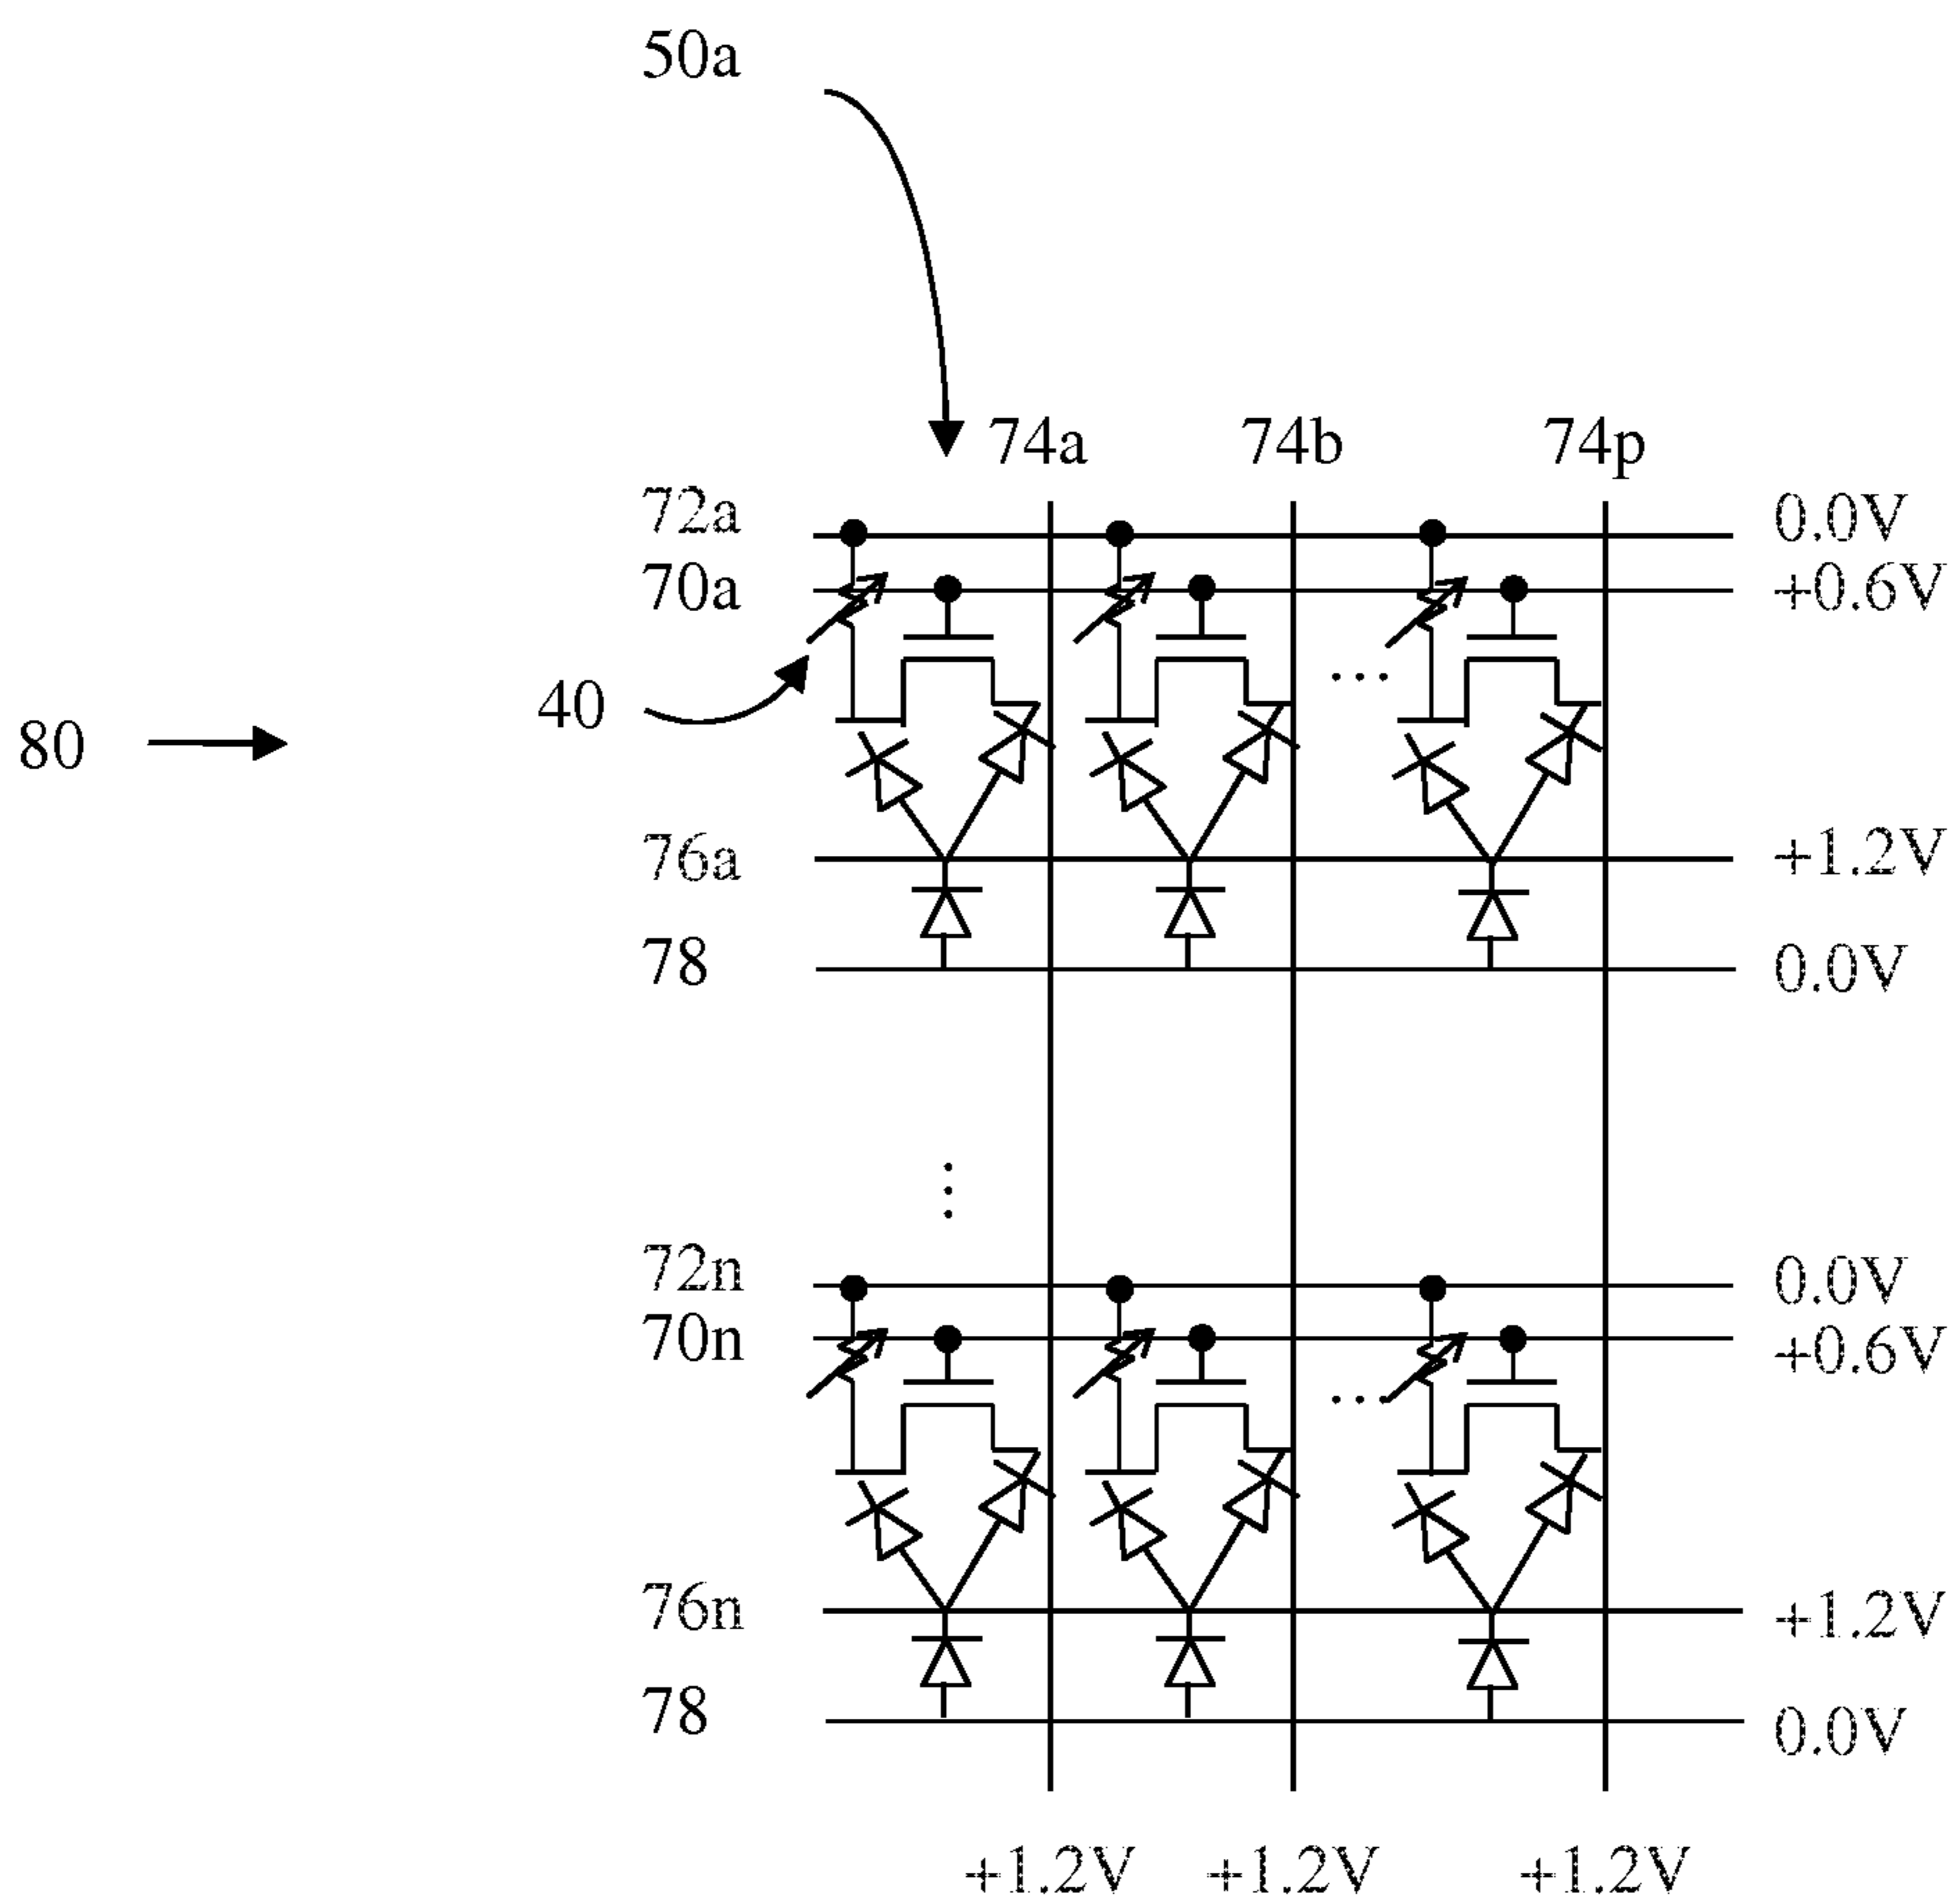 50a
74a 74b 74p
72a 0.0V
70a +0.6V
40
80
76a +1.2V
78 0.0V
72n 0.0V
70n +0.6V
76n +1.2V
78 0.0V
+1.2V +1.2V +1.2V